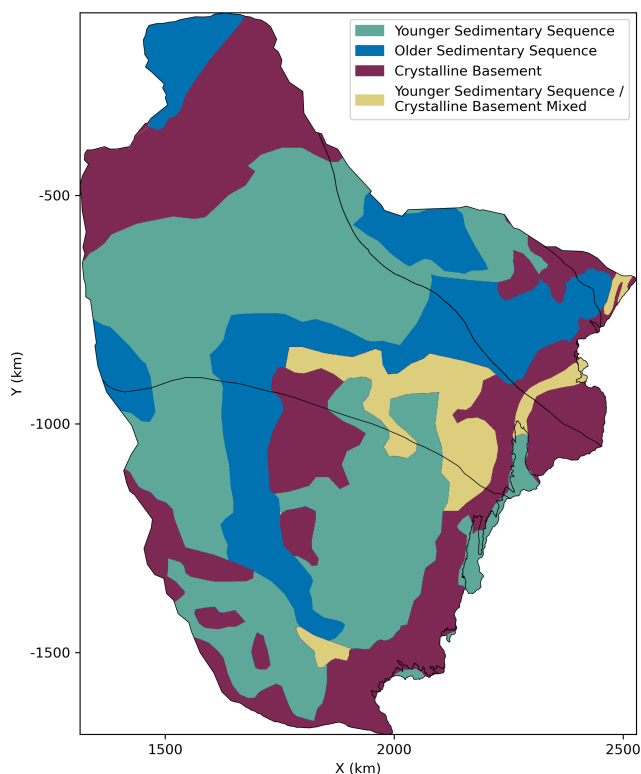 Younger Sedimentary Sequence
Older Sedimentary Sequence
Crystalline Basement
Younger Sedimentary Sequence /
Crystalline Basement Mixed
-500
-1000
-1500
Y (km)
1500
2000
2500
X (km)